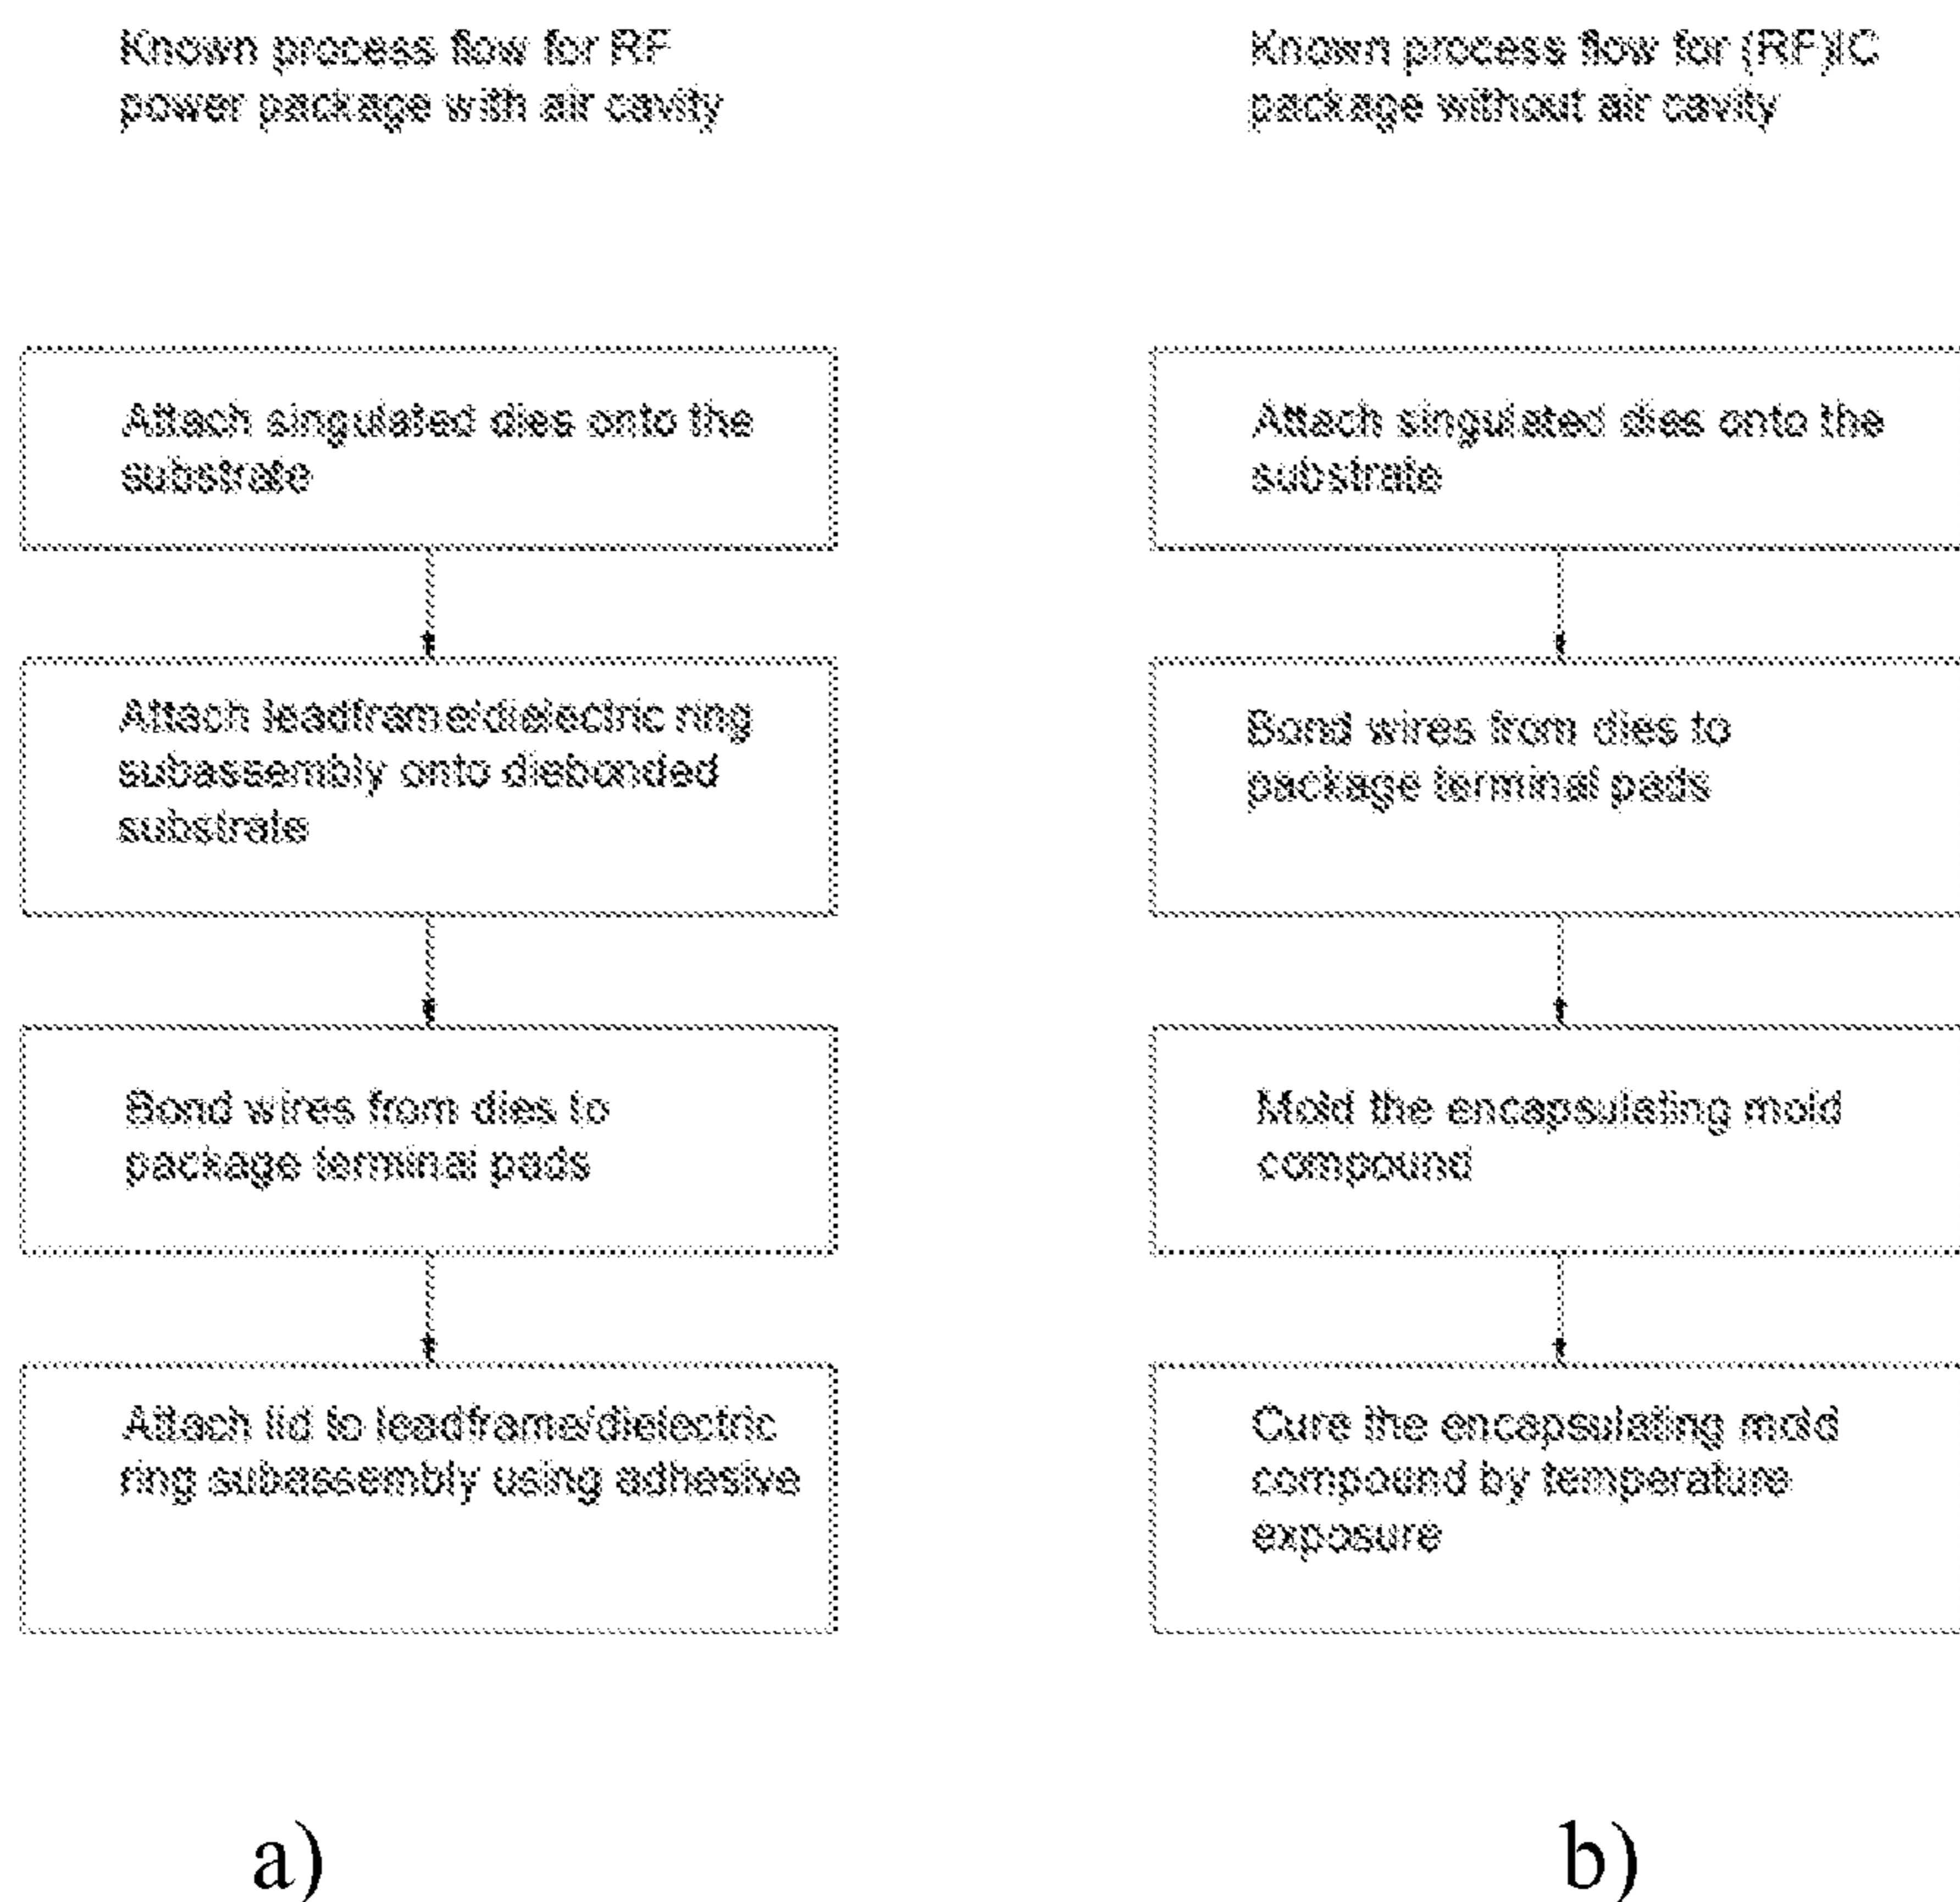 Known process flow for RF
power package with air cavity
Attach singulated dies onto the
substrate
Attach leadframe/dielectric ring
subassembly onto diebonded
substrate
Bond wires from dies to
package terminal pads
Attach lid to leadframe/dielectric
ring subassembly using adhesive
a)
Known process flow for (RF)IC
package without air cavity
Attach singulated dies onto the
substrate
Bond wires from dies to
package terminal pads
Mold the encapsulating mold
compound
Cure the encapsulating mold
compound by temperature
exposure
b)